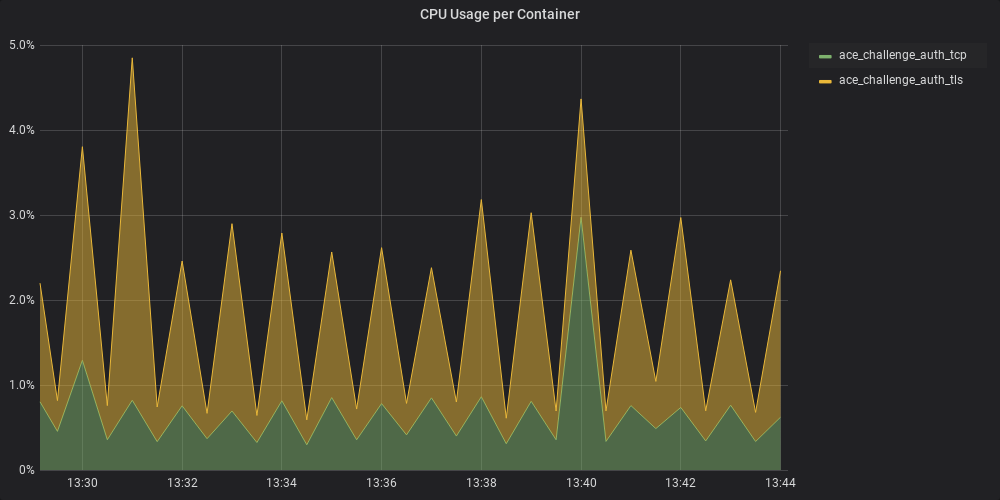 CPU Usage per Container
5.0%
4.0%
3.0%
2.0%
1.0%
0%
13:30 13:32 13:34 13:36 13:38 13:40 13:42 13:44
ace_challenge_auth_tcp
ace_challenge_auth_tls